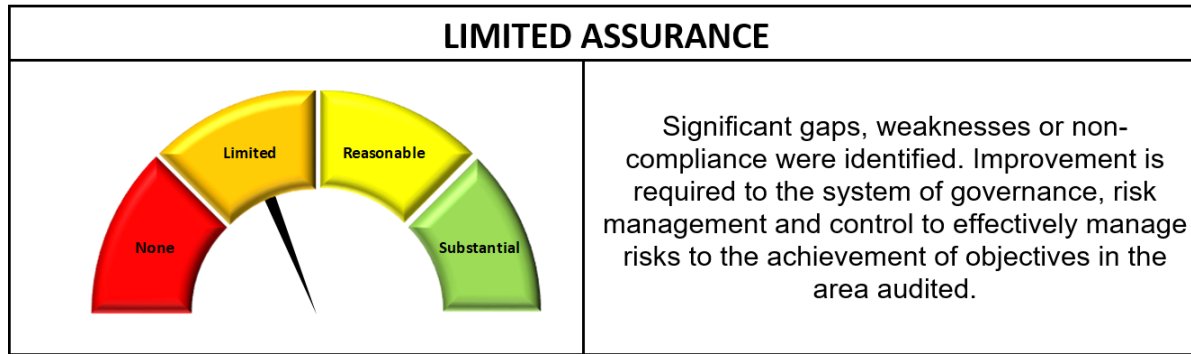 LIMITED ASSURANCE
Limited
Reasonable
None
Substantial
Significant gaps, weaknesses or non-
compliance were identified. Improvement is
required to the system of governance, risk
management and control to effectively manage
risks to the achievement of objectives in the
area audited.